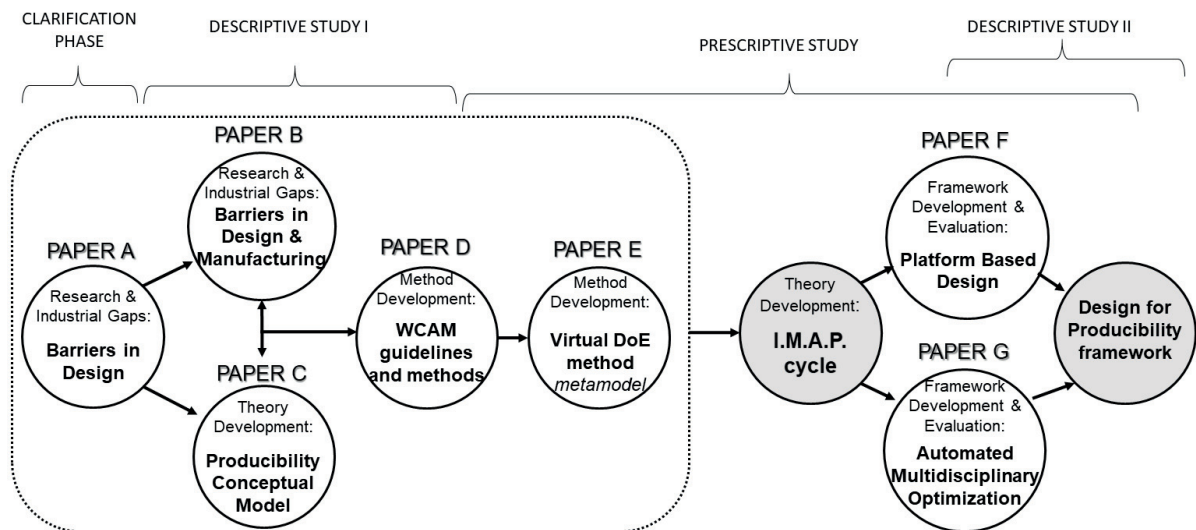 CLARIFICATION
PHASE
DESCRIPTIVE STUDY I
PRESCRIPTIVE STUDY
DESCRIPTIVE STUDY II
PAPER A
Research &
Industrial Gaps:
Barriers in
Design
PAPER B
Research &
Industrial Gaps:
Barriers in
Design &
Manufacturing
PAPER C
Theory
Development:
Producibility
Conceptual
Model
PAPER D
Method
Development:
WCAM
guidelines
and methods
PAPER E
Method
Development:
Virtual DoE
method
metamodel
Theory
Development:
I.M.A.P.
cycle
PAPER F
Framework
Development &
Evaluation:
Platform Based
Design
PAPER G
Framework
Development &
Evaluation:
Automated
Multidisciplinary
Optimization
Design for
Producibility
framework